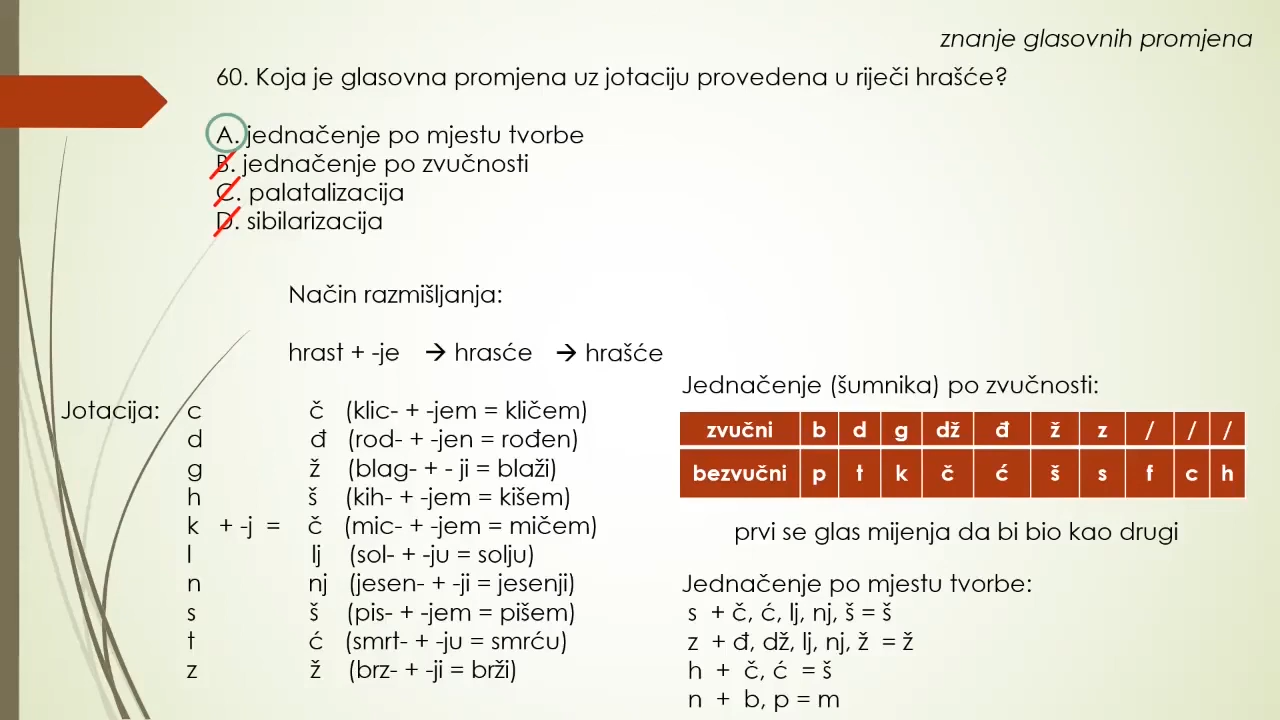 znanje glasovnih promjena
60. Koja je glasovna promjena uz jotaciju provedena u riječi hrašće?
A. jednačenje po mjestu tvorbe
B. jednačenje po zvučnosti
C. palatalizacija
D. sibilarizacija
Način razmišljanja:
hrast + -je → hrasće → hrašće
Jotacija: c č (klic- + -jem = kličem)
d đ (rod- + -jen = rođen)
g ž (blag- + - ji = blaži)
h š (kih- + -jem = kišem)
k + -j = č (mic- + -jem = mičem)
l lj (sol- + -ju = solju)
n nj (jesen- + -ji = jesenji)
s š (pis- + -jem = pišem)
t ć (smrt- + -ju = smrću)
z ž (brz- + -ji = brži)
Jednačenje (šumnika) po zvučnosti:
zvučni b d g dž đ ž z / / /
bezvučni p t k č ć š s f c h
prvi se glas mijenja da bi bio kao drugi
Jednačenje po mjestu tvorbe:
s + č, ć, lj, nj, š = š
z + đ, dž, lj, nj, ž = ž
h + č, ć = š
n + b, p = m